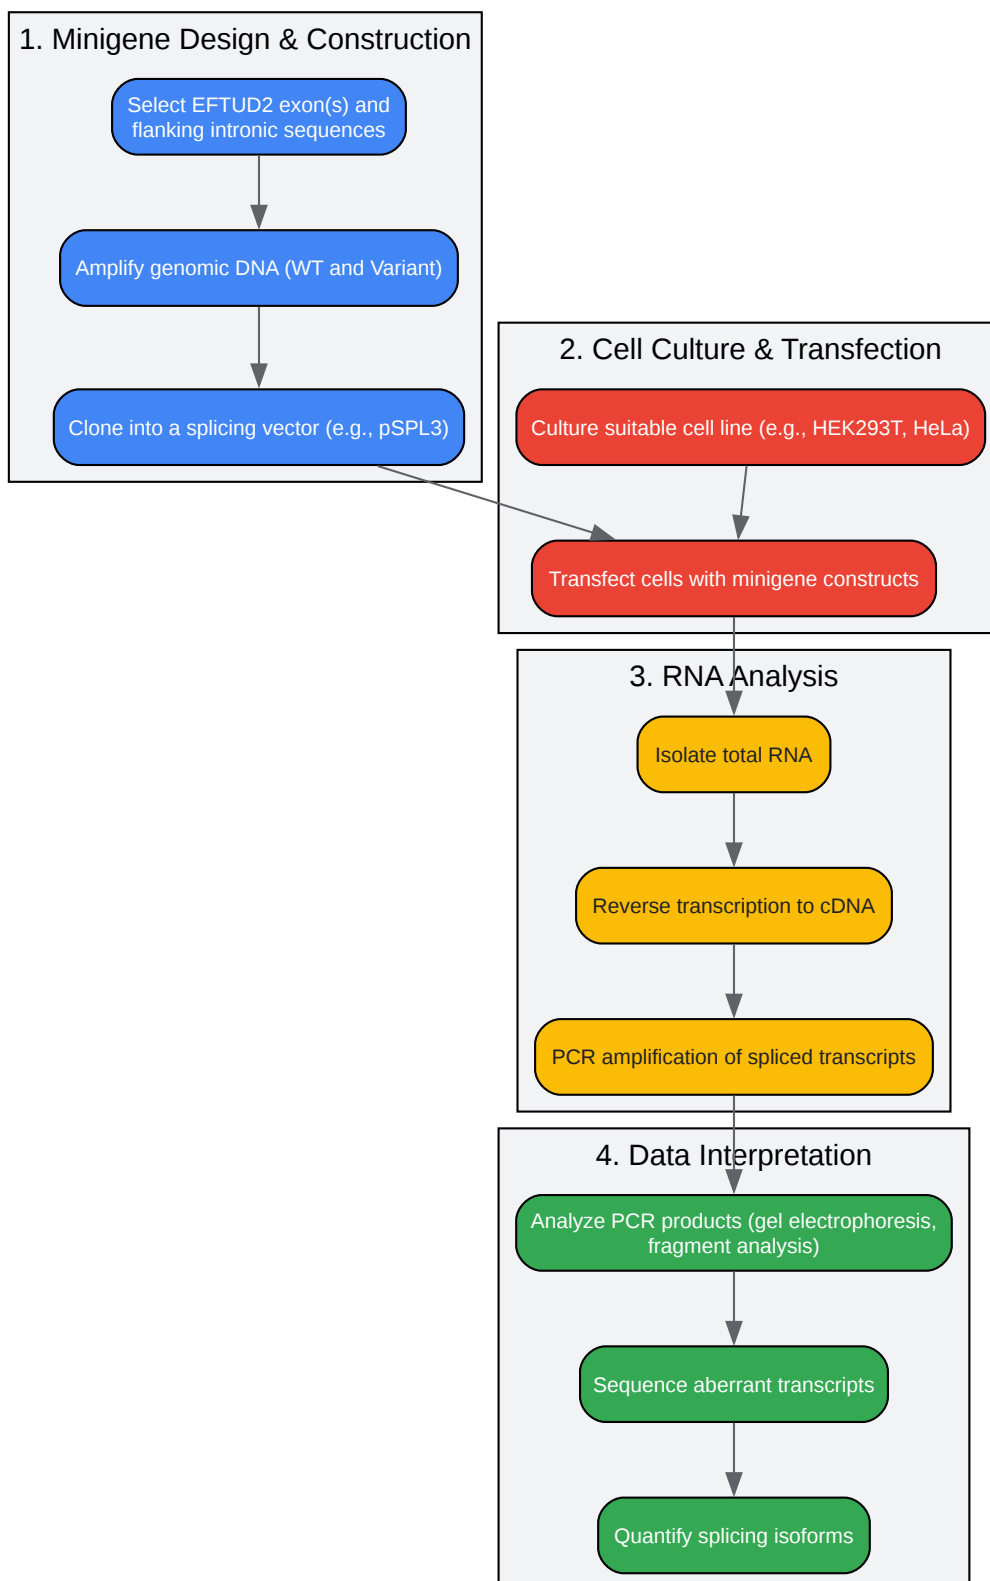 1. Minigene Design & Construction
Select EFTUD2 exon(s) and
flanking intronic sequences
Amplify genomic DNA (WT and Variant)
Clone into a splicing vector (e.g., pSPL3)
2. Cell Culture & Transfection
Culture suitable cell line (e.g., HEK293T, HeLa)
Transfect cells with minigene constructs
3. RNA Analysis
Isolate total RNA
Reverse transcription to cDNA
PCR amplification of spliced transcripts
4. Data Interpretation
Analyze PCR products (gel electrophoresis,
fragment analysis)
Sequence aberrant transcripts
Quantify splicing isoforms